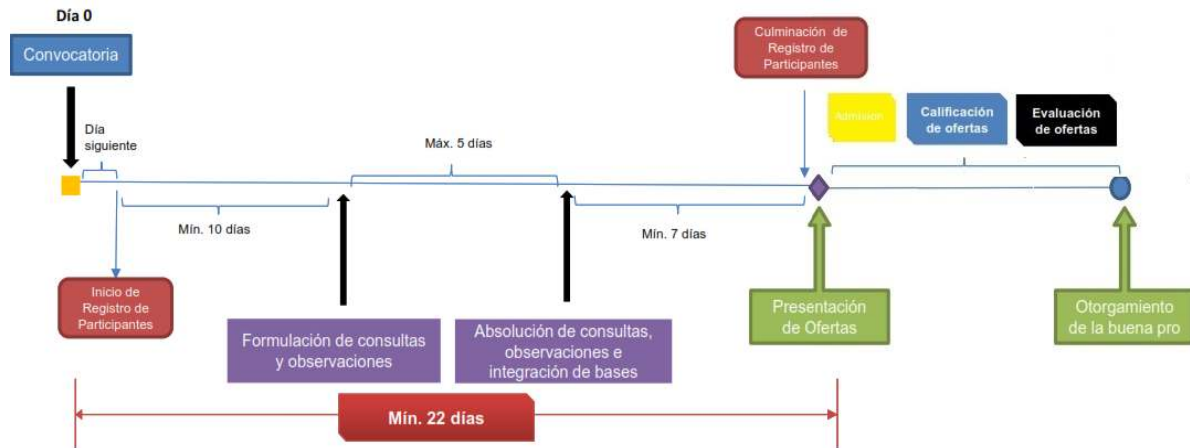 Día 0
Convocatoria
Culminación de
Registro de
Participantes
Admisión
Calificación
de ofertas
Evaluación
de ofertas
Día
siguiente
Máx. 5 días
Mín. 10 días
Mín. 7 días
Inicio de
Registro de
Participantes
Formulación de consultas
y observaciones
Absolución de consultas,
observaciones e
integración de bases
Presentación
de Ofertas
Otorgamiento
de la buena pro
Mín. 22 días